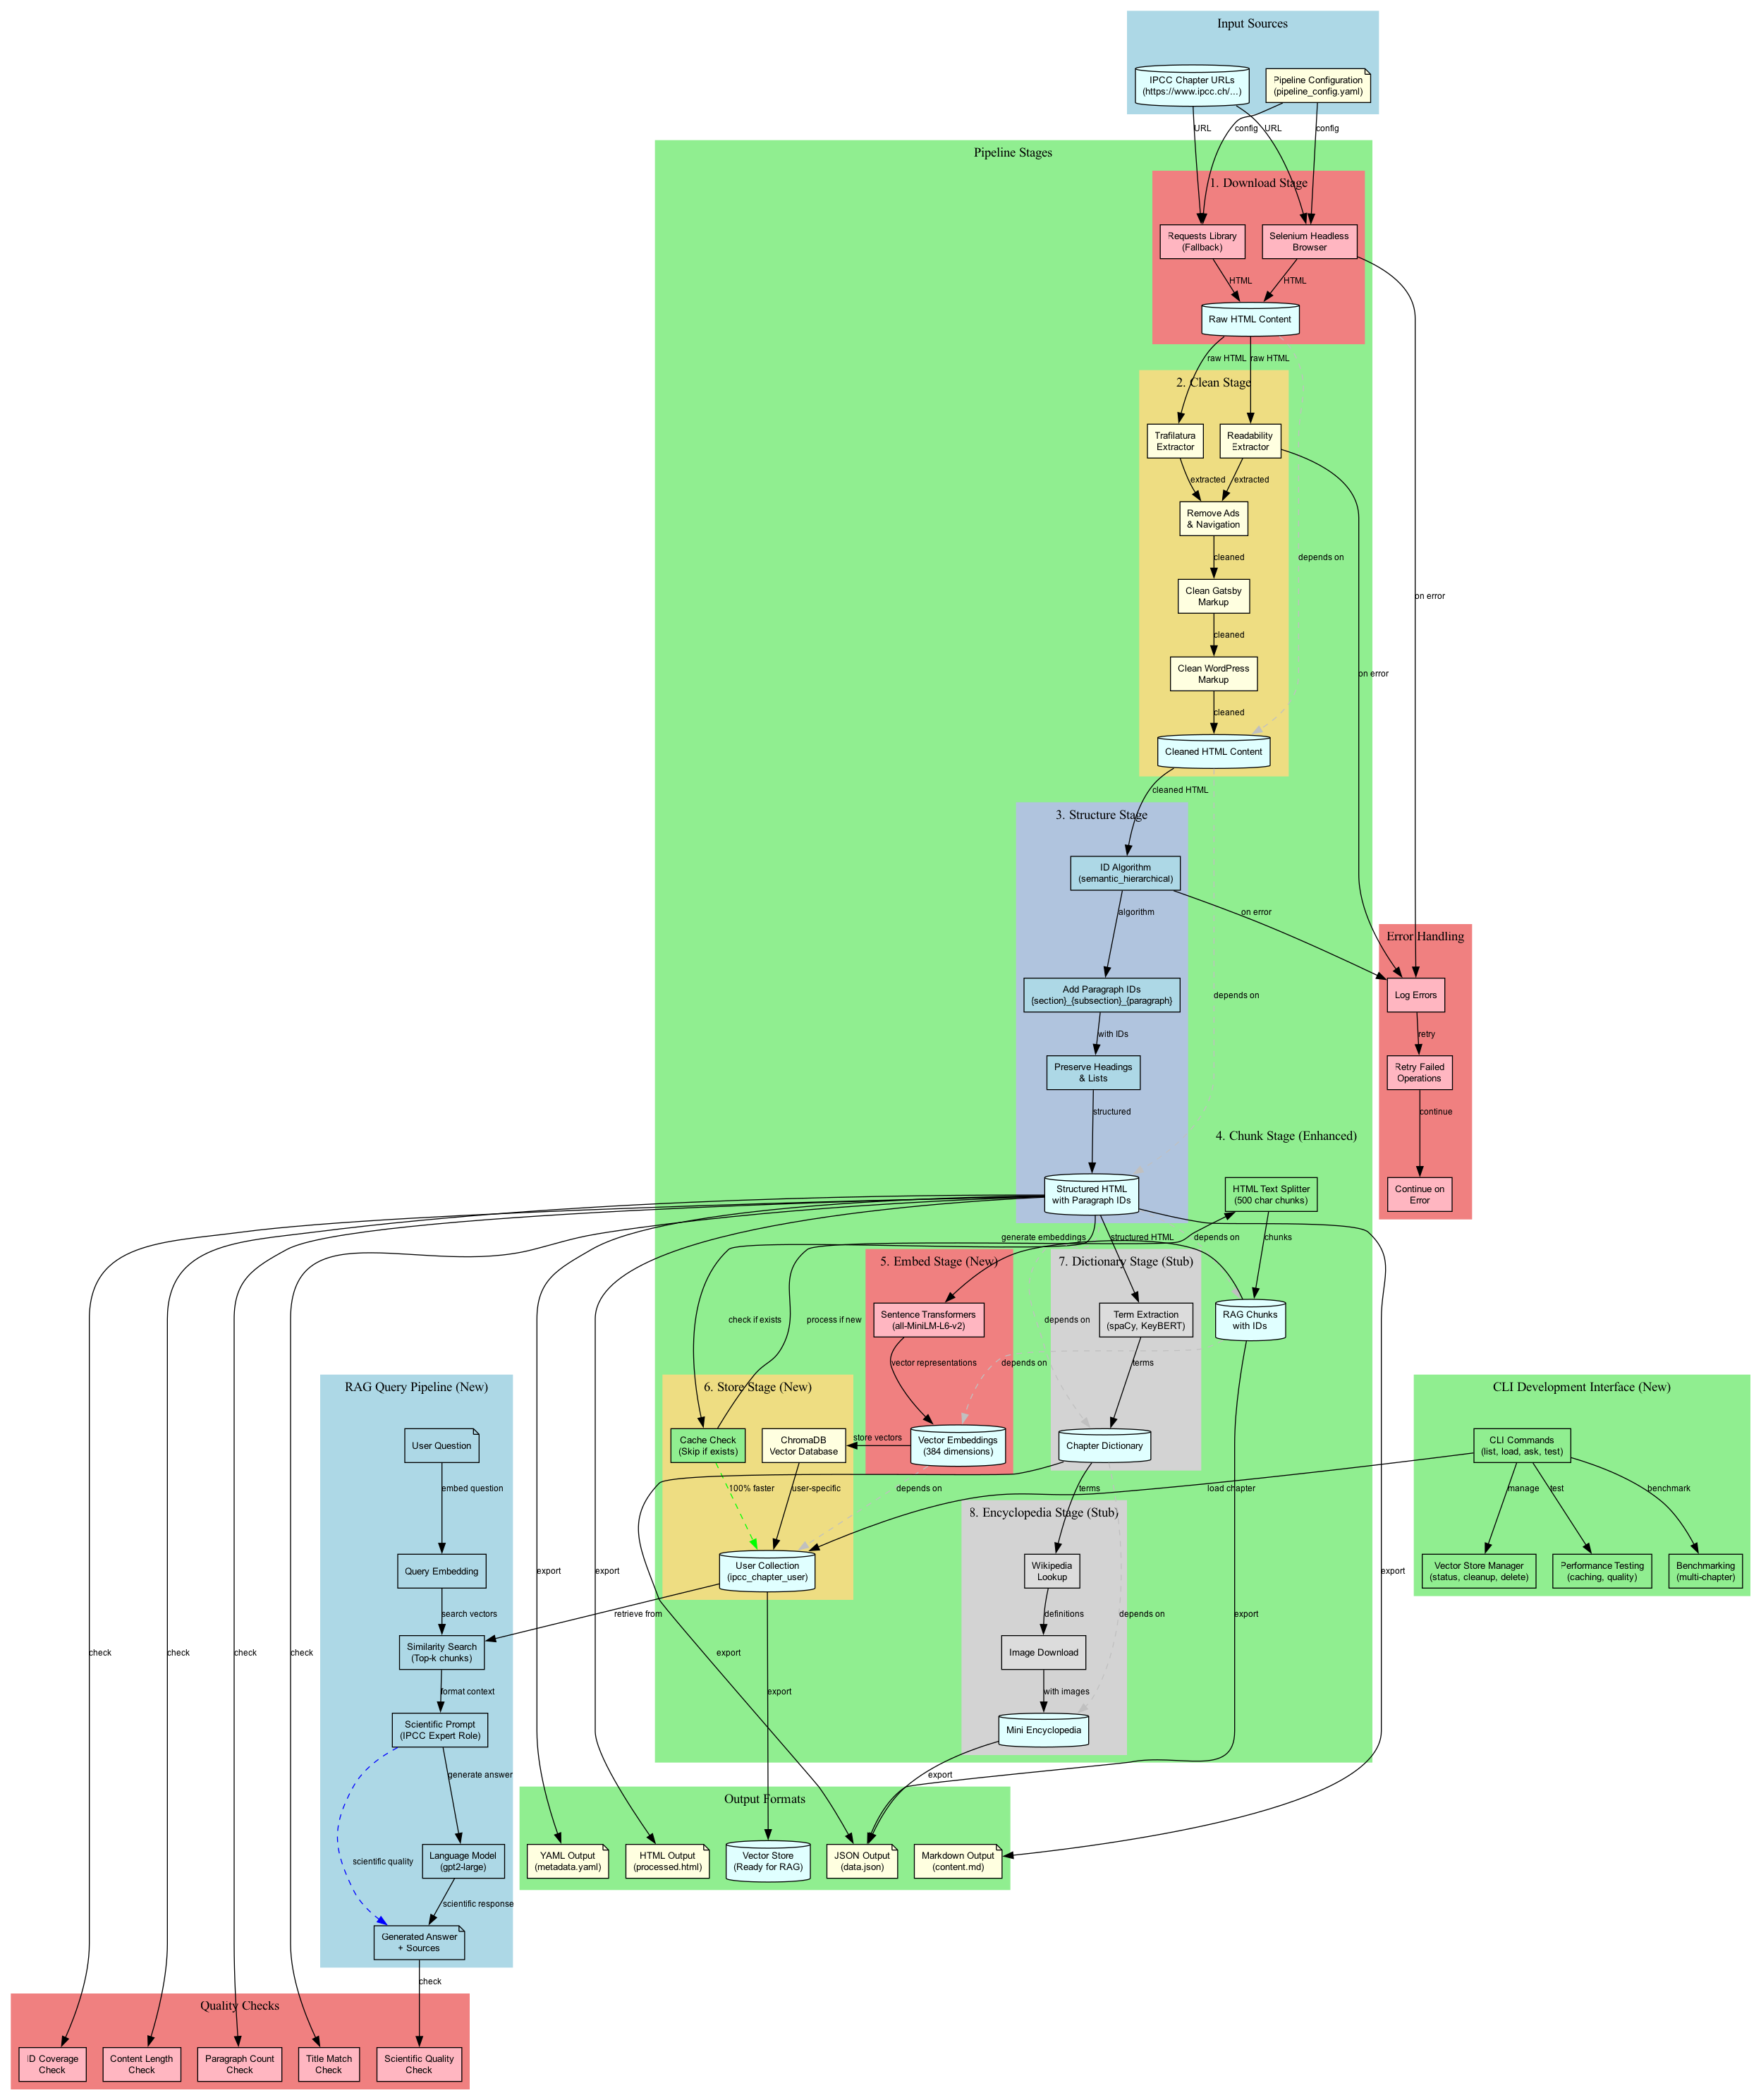 Input Sources
IPCC Chapter URLs
(https://www.ipcc.ch/...)
Pipeline Configuration
(pipeline_config.yaml)
URL
config
URL
config
Pipeline Stages
1. Download Stage
Requests Library
(Fallback)
Selenium Headless
Browser
HTML
HTML
Raw HTML Content
raw HTML
raw HTML
2. Clean Stage
Trafilatura
Extractor
Readability
Extractor
extracted
extracted
Remove Ads
& Navigation
cleaned
Clean Gatsby
Markup
cleaned
Clean WordPress
Markup
cleaned
Cleaned HTML Content
depends on
on error
on error
cleaned HTML
3. Structure Stage
ID Algorithm
(semantic_hierarchical)
algorithm
on error
Add Paragraph IDs
{section}_{subsection}_{paragraph}
with IDs
Preserve Headings
& Lists
structured
Structured HTML
with Paragraph IDs
depends on
Error Handling
Log Errors
retry
Retry Failed
Operations
continue
Continue on
Error
4. Chunk Stage (Enhanced)
HTML Text Splitter
(500 char chunks)
generate embeddings
structured HTML
depends on
chunks
RAG Chunks
with IDs
5. Embed Stage (New)
Sentence Transformers
(all-MiniLM-L6-v2)
vector representations
Vector Embeddings
(384 dimensions)
7. Dictionary Stage (Stub)
Term Extraction
(spaCy, KeyBERT)
depends on
depends on
terms
Chapter Dictionary
check if exists
process if new
6. Store Stage (New)
Cache Check
(Skip if exists)
ChromaDB
Vector Database
store vectors
100% faster
user-specific
depends on
User Collection
(ipcc_chapter_user)
terms
load chapter
8. Encyclopedia Stage (Stub)
Wikipedia
Lookup
definitions
Image Download
with images
Mini Encyclopedia
depends on
RAG Query Pipeline (New)
User Question
embed question
Query Embedding
search vectors
Similarity Search
(Top-k chunks)
retrieve from
format context
Scientific Prompt
(IPCC Expert Role)
generate answer
scientific quality
Language Model
(gpt2-large)
scientific response
Generated Answer
+ Sources
check
CLI Development Interface (New)
CLI Commands
(list, load, ask, test)
manage
test
benchmark
Vector Store Manager
(status, cleanup, delete)
Performance Testing
(caching, quality)
Benchmarking
(multi-chapter)
export
export
export
export
export
export
export
Output Formats
YAML Output
(metadata.yaml)
HTML Output
(processed.html)
Vector Store
(Ready for RAG)
JSON Output
(data.json)
Markdown Output
(content.md)
check
check
check
check
Quality Checks
ID Coverage
Check
Content Length
Check
Paragraph Count
Check
Title Match
Check
Scientific Quality
Check